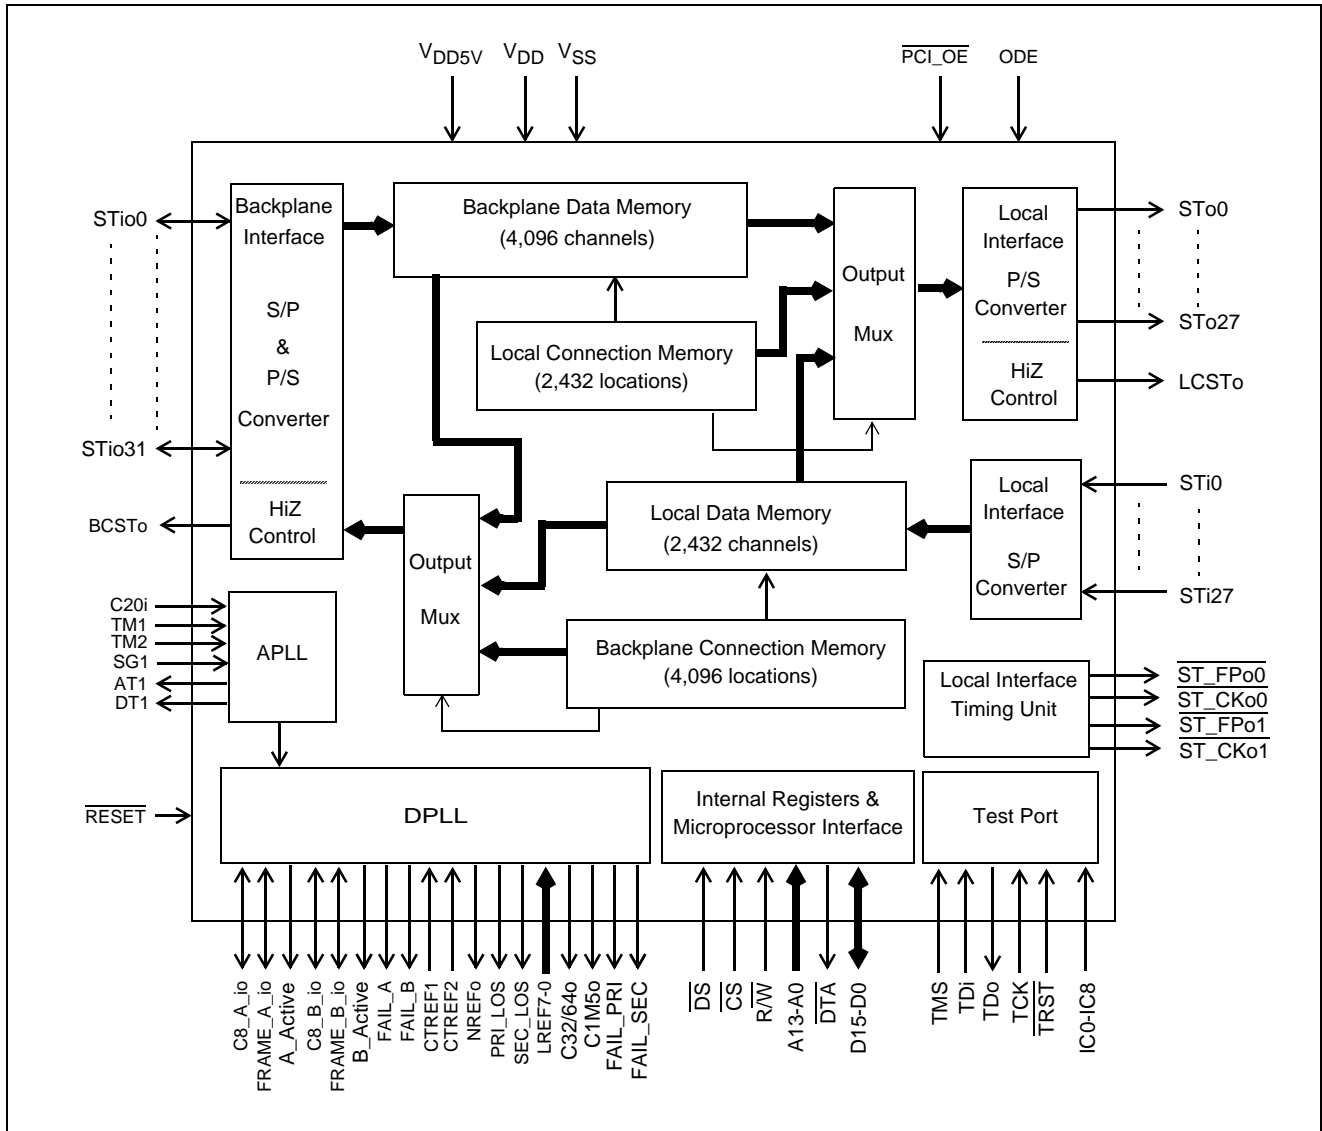 VDD5V VDD VSS PCI_OE ODE
STio0
STio31
BCSTo
C20i
TM1
TM2
SG1
AT1
DT1
RESET
Backplane
Interface
S/P
&
P/S
Converter
HiZ
Control
Backplane Data Memory
(4,096 channels)
Local Connection Memory
(2,432 locations)
Output
Mux
Local
Interface
P/S
Converter
HiZ
Control
STo0
STo27
LCSTo
Output
Mux
Local Data Memory
(2,432 channels)
Backplane Connection Memory
(4,096 locations)
Local
Interface
S/P
Converter
STi0
STi27
APLL
Local Interface
Timing Unit
ST_FPo0
ST_CKo0
ST_FPo1
ST_CKo1
DPLL
Internal Registers &
Microprocessor Interface
Test Port
C8_A_io
FRAME_A_io
A_Active
C8_B_io
FRAME_B_io
B_Active
FAIL_A
FAIL_B
CTREF1
CTREF2
NREFo
PRI_LOS
SEC_LOS
LREF7-0
C32/64o
C1M5o
FAIL_PRI
FAIL_SEC
DS
CS
R/W
A13-A0
DTA
D15-D0
TMS
TDi
TDo
TCK
TRST
IC0-IC8